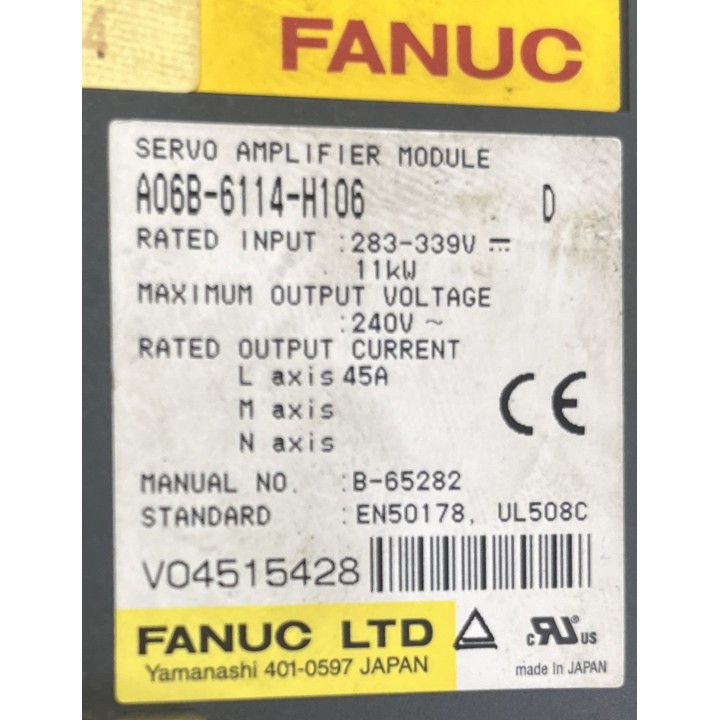 4
FANUC
SERVO AMPLIFIER MODULE
A06B-6114-H106 D
RATED INPUT :283-339V ⎓
11kW
MAXIMUM OUTPUT VOLTAGE
:240V ~
RATED OUTPUT CURRENT
L axis 45A
M axis
N axis
CE
MANUAL NO. :B-65282
STANDARD :EN50178, UL508C
V04515428
FANUC LTD
Yamanashi 401-0597 JAPAN
c RU US
made in JAPAN